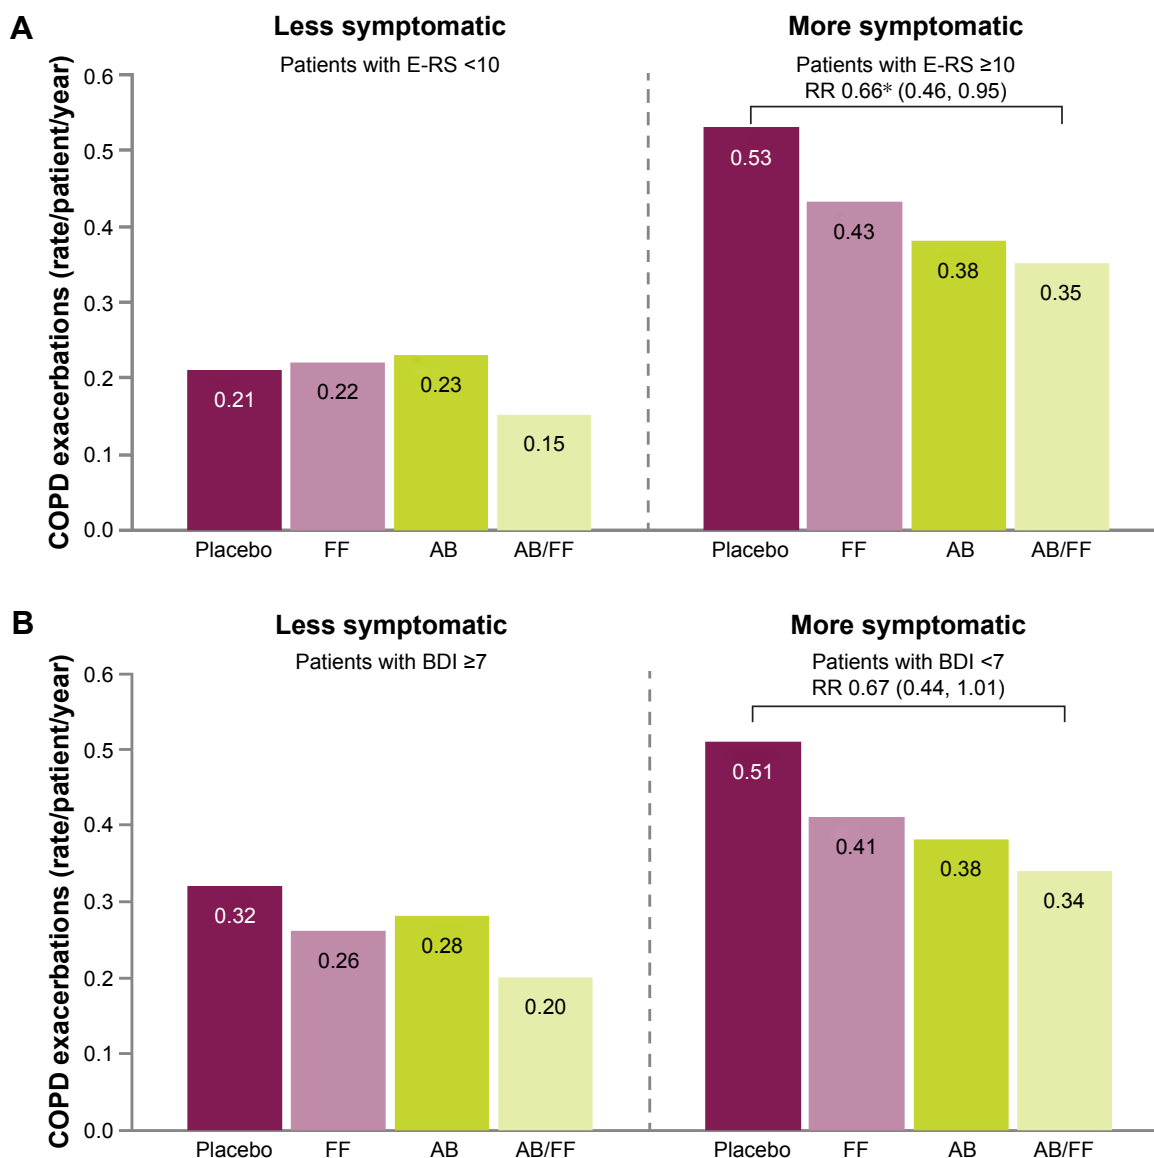 A
Less symptomatic
More symptomatic
Patients with E-RS <10
Patients with E-RS ≥10
RR 0.66* (0.46, 0.95)
COPD exacerbations (rate/patient/year)
0.6
0.5
0.4
0.3
0.2
0.1
0.0
0.21
0.22
0.23
0.15
0.53
0.43
0.38
0.35
Placebo FF AB AB/FF Placebo FF AB AB/FF
B
Less symptomatic
More symptomatic
Patients with BDI ≥7
Patients with BDI <7
RR 0.67 (0.44, 1.01)
COPD exacerbations (rate/patient/year)
0.6
0.5
0.4
0.3
0.2
0.1
0.0
0.32
0.26
0.28
0.20
0.51
0.41
0.38
0.34
Placebo FF AB AB/FF Placebo FF AB AB/FF